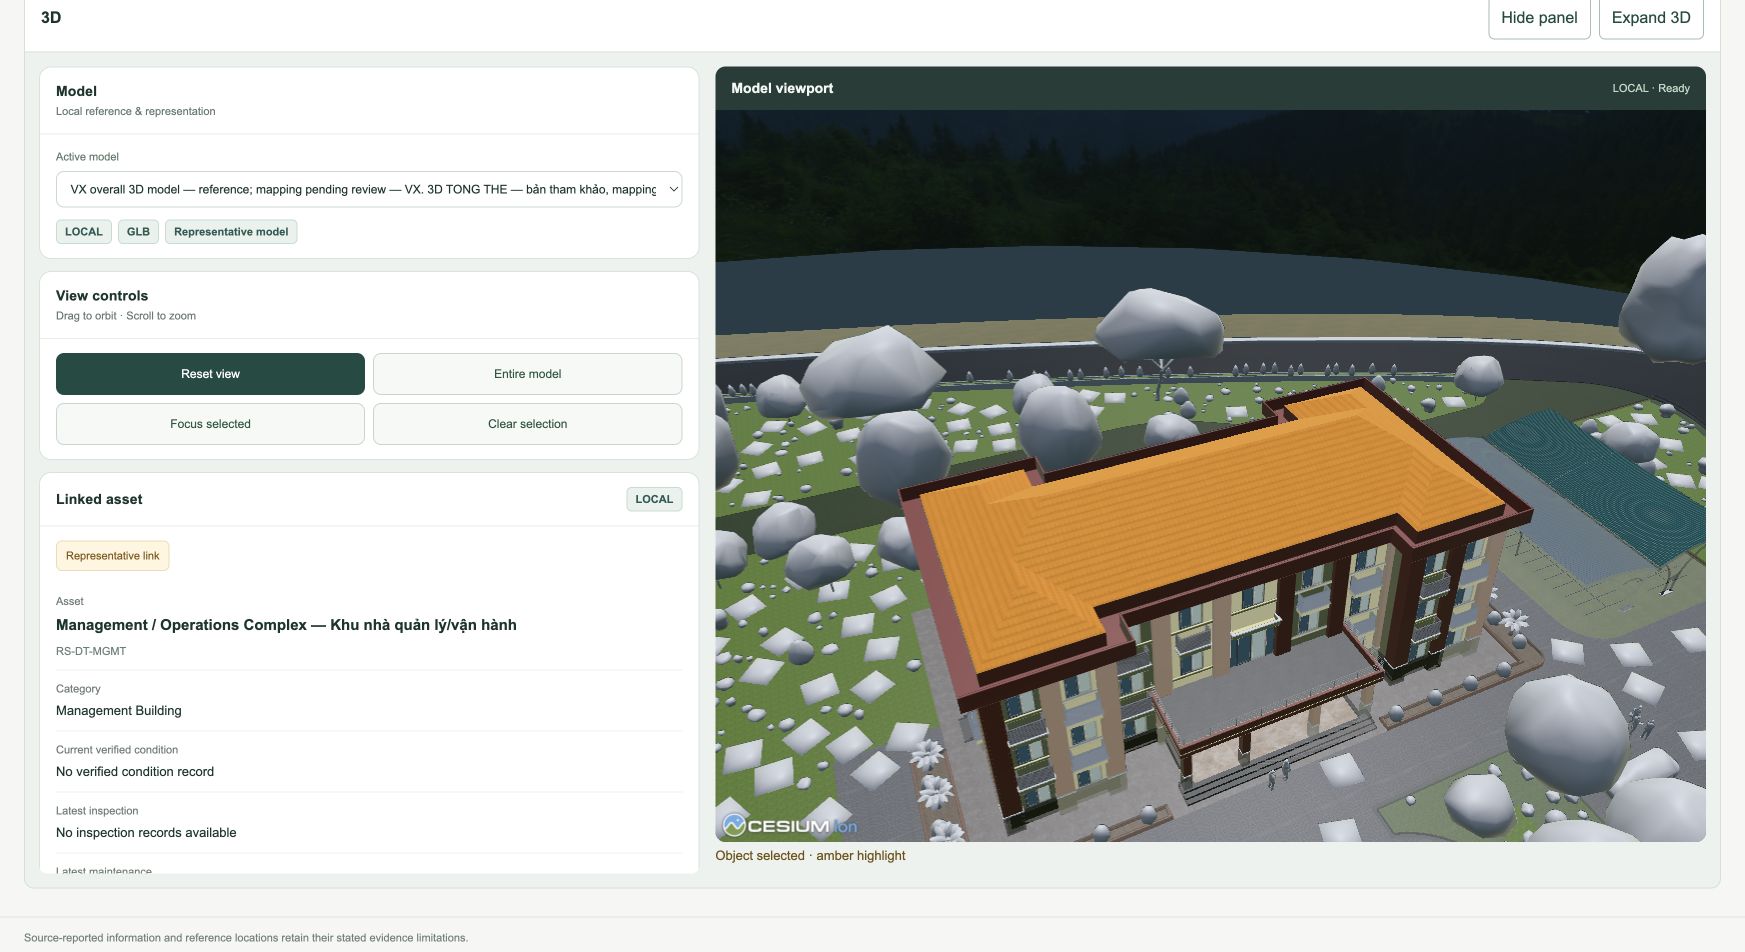 3D
Hide panel
Expand 3D
Model
Local reference & representation
Active model
VX overall 3D model — reference; mapping pending review — VX. 3D TONG THE — bản tham khảo, mapping
LOCAL
GLB
Representative model
View controls
Drag to orbit · Scroll to zoom
Reset view
Entire model
Focus selected
Clear selection
Linked asset
LOCAL
Representative link
Asset
Management / Operations Complex — Khu nhà quản lý/vận hành
RS-DT-MGMT
Category
Management Building
Current verified condition
No verified condition record
Latest inspection
No inspection records available
Latest maintenance
Model viewport
LOCAL · Ready
CESIUM ion
Object selected · amber highlight
Source-reported information and reference locations retain their stated evidence limitations.